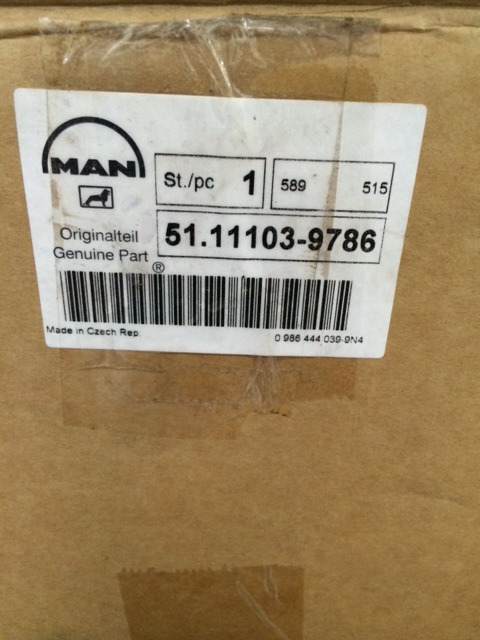 MAN
St./pc 1
589 515
Originalteil
Genuine Part
®
51.11103-9786
Made in Czech Rep.
0 986 444 039-9N4